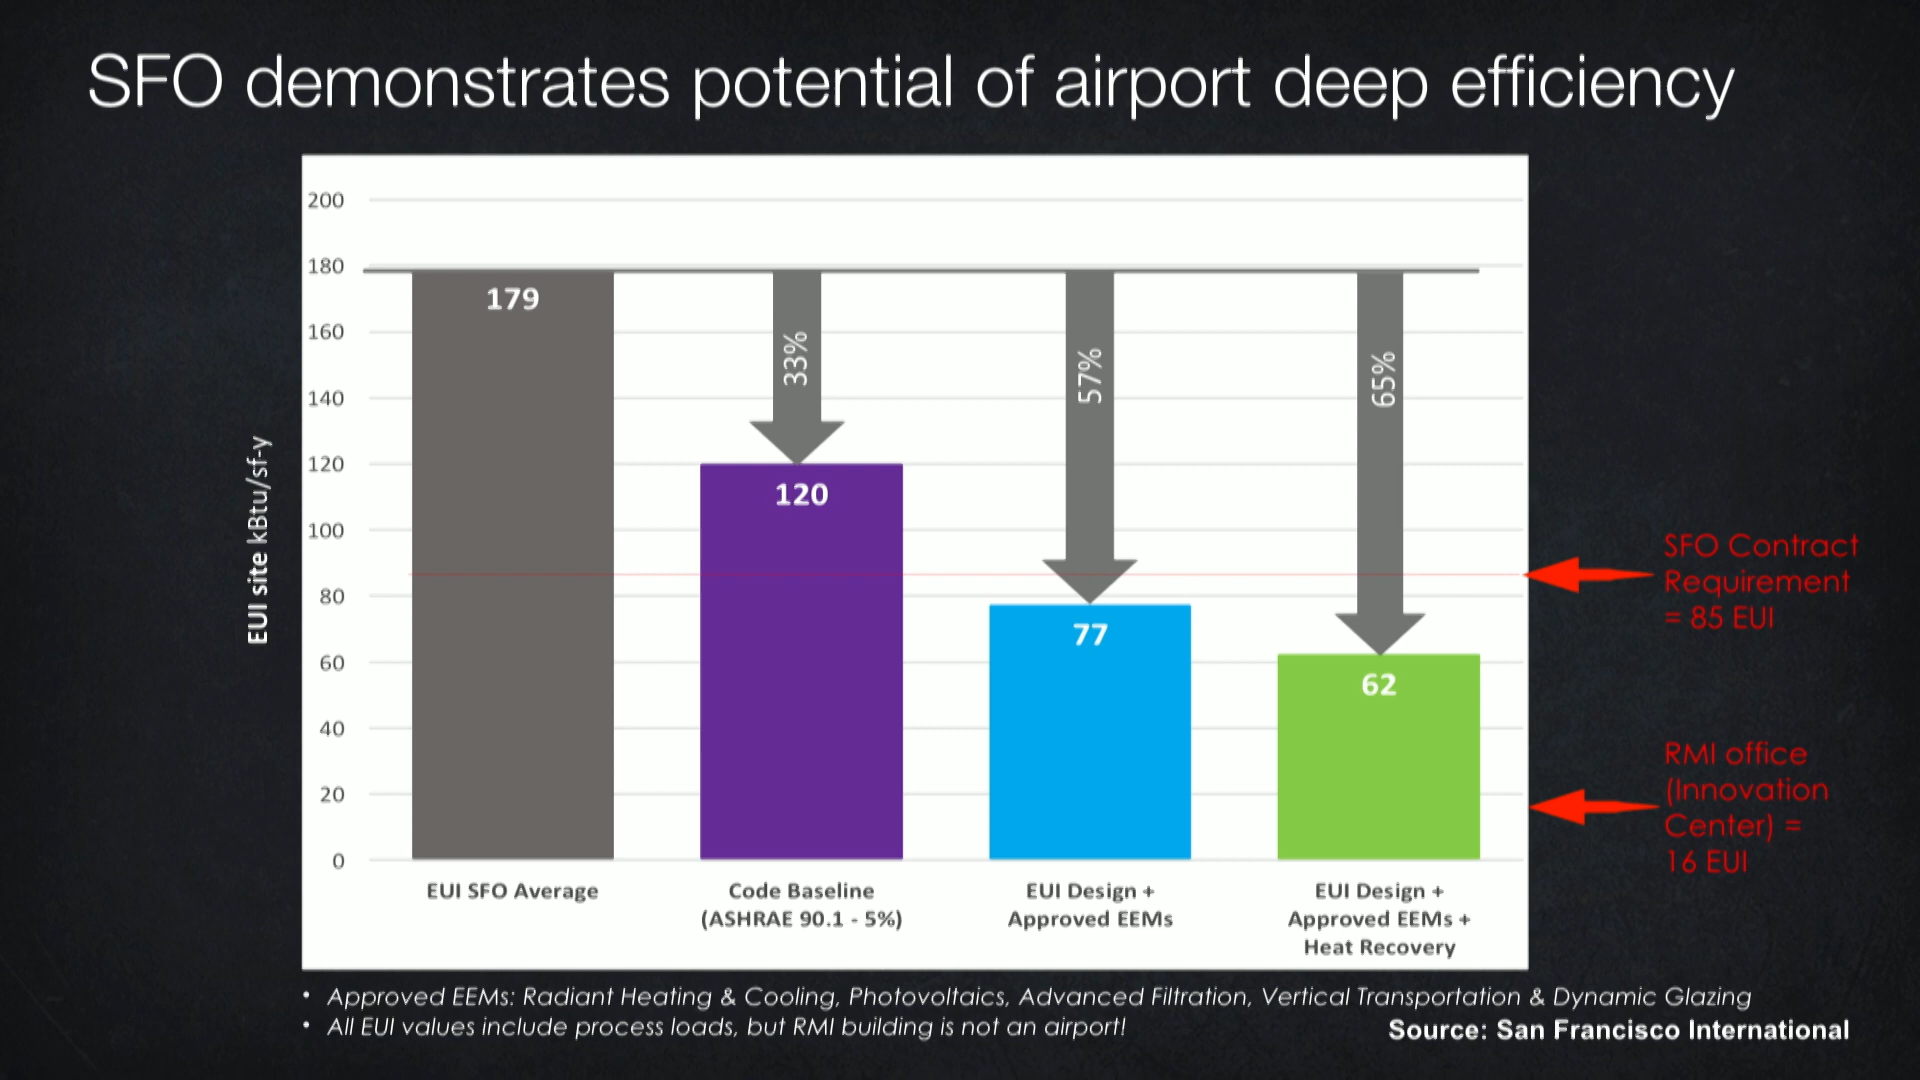 SFO demonstrates potential of airport deep efficiency
200
180
160
140
120
100
80
60
40
20
0
EUI site kBtu/sf-y
179
33%
57%
65%
120
77
62
EUI SFO Average
Code Baseline
(ASHRAE 90.1 - 5%)
EUI Design +
Approved EEMs
EUI Design +
Approved EEMs +
Heat Recovery
SFO Contract
Requirement
= 85 EUI
RMI office
(Innovation
Center) =
16 EUI
• Approved EEMs: Radiant Heating & Cooling, Photovoltaics, Advanced Filtration, Vertical Transportation & Dynamic Glazing
• All EUI values include process loads, but RMI building is not an airport!
Source: San Francisco International